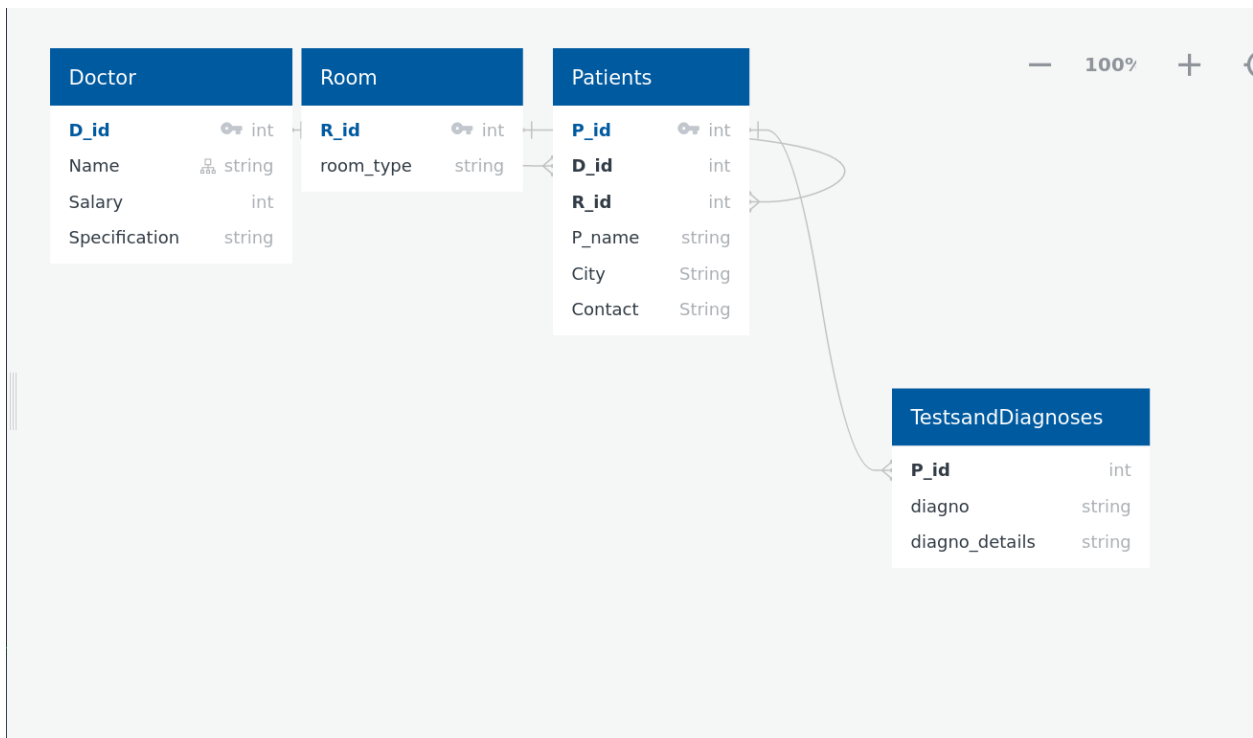 Doctor
D_id int
Name string
Salary int
Specification string
Room
R_id int
room_type string
Patients
P_id int
D_id int
R_id int
P_name string
City String
Contact String
100%
TestsandDiagnoses
P_id int
diagno string
diagno_details string